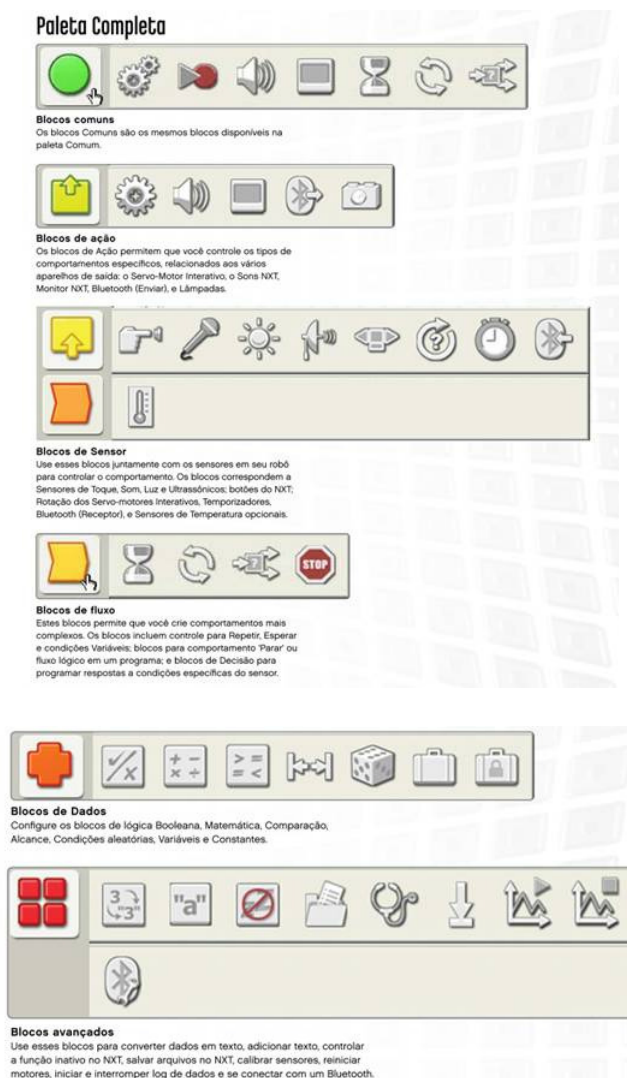 Paleta Completa
Blocos comuns
Os blocos Comuns são os mesmos blocos disponíveis na
paleta Comum.
Blocos de ação
Os blocos de Ação permitem que você controle os tipos de
comportamentos específicos, relacionados aos vários
aparelhos de saída: o Servo-Motor Interativo, o Sons NXT,
Monitor NXT, Bluetooth (Enviar), e Lâmpadas.
?
Blocos de Sensor
Use esses blocos juntamente com os sensores em seu robô
para controlar o comportamento. Os blocos correspondem a
Sensores de Toque, Som, Luz e Ultrassônicos; botões do NXT;
Rotação dos Servo-motores Interativos, Temporizadores,
Bluetooth (Receptor), e Sensores de Temperatura opcionais.
STOP
Blocos de fluxo
Estes blocos permite que você crie comportamentos mais
complexos. Os blocos incluem controle para Repetir, Esperar
e condições Variáveis; blocos para comportamento 'Parar' ou
fluxo lógico em um programa; e blocos de Decisão para
programar respostas a condições específicas do sensor.
Blocos de Dados
Configure os blocos de lógica Booleana, Matemática, Comparação,
Alcance, Condições aleatórias, Variáveis e Constantes.
3 "3" "a"
Blocos avançados
Use esses blocos para converter dados em texto, adicionar texto, controlar
a função inativo no NXT, salvar arquivos no NXT, calibrar sensores, reiniciar
motores, iniciar e interromper log de dados e se conectar com um Bluetooth.